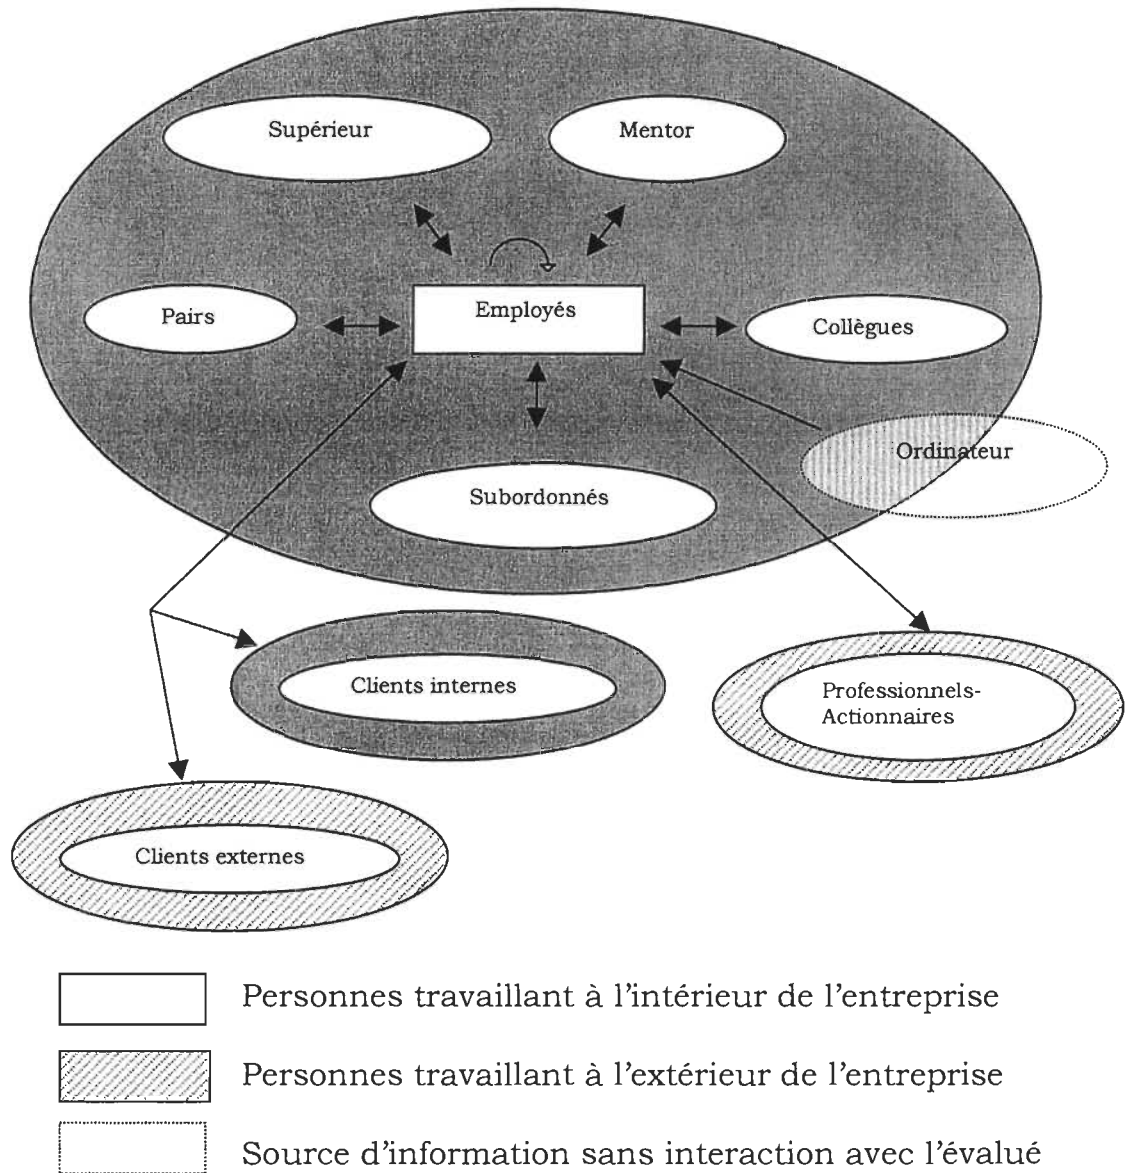 Supérieur
Mentor
Pairs
Employés
Collègues
Ordinateur
Subordonnés
Clients internes
Professionnels-
Actionnaires
Clients externes
Personnes travaillant à l'intérieur de l'entreprise
Personnes travaillant à l'extérieur de l'entreprise
Source d'information sans interaction avec l'évalué